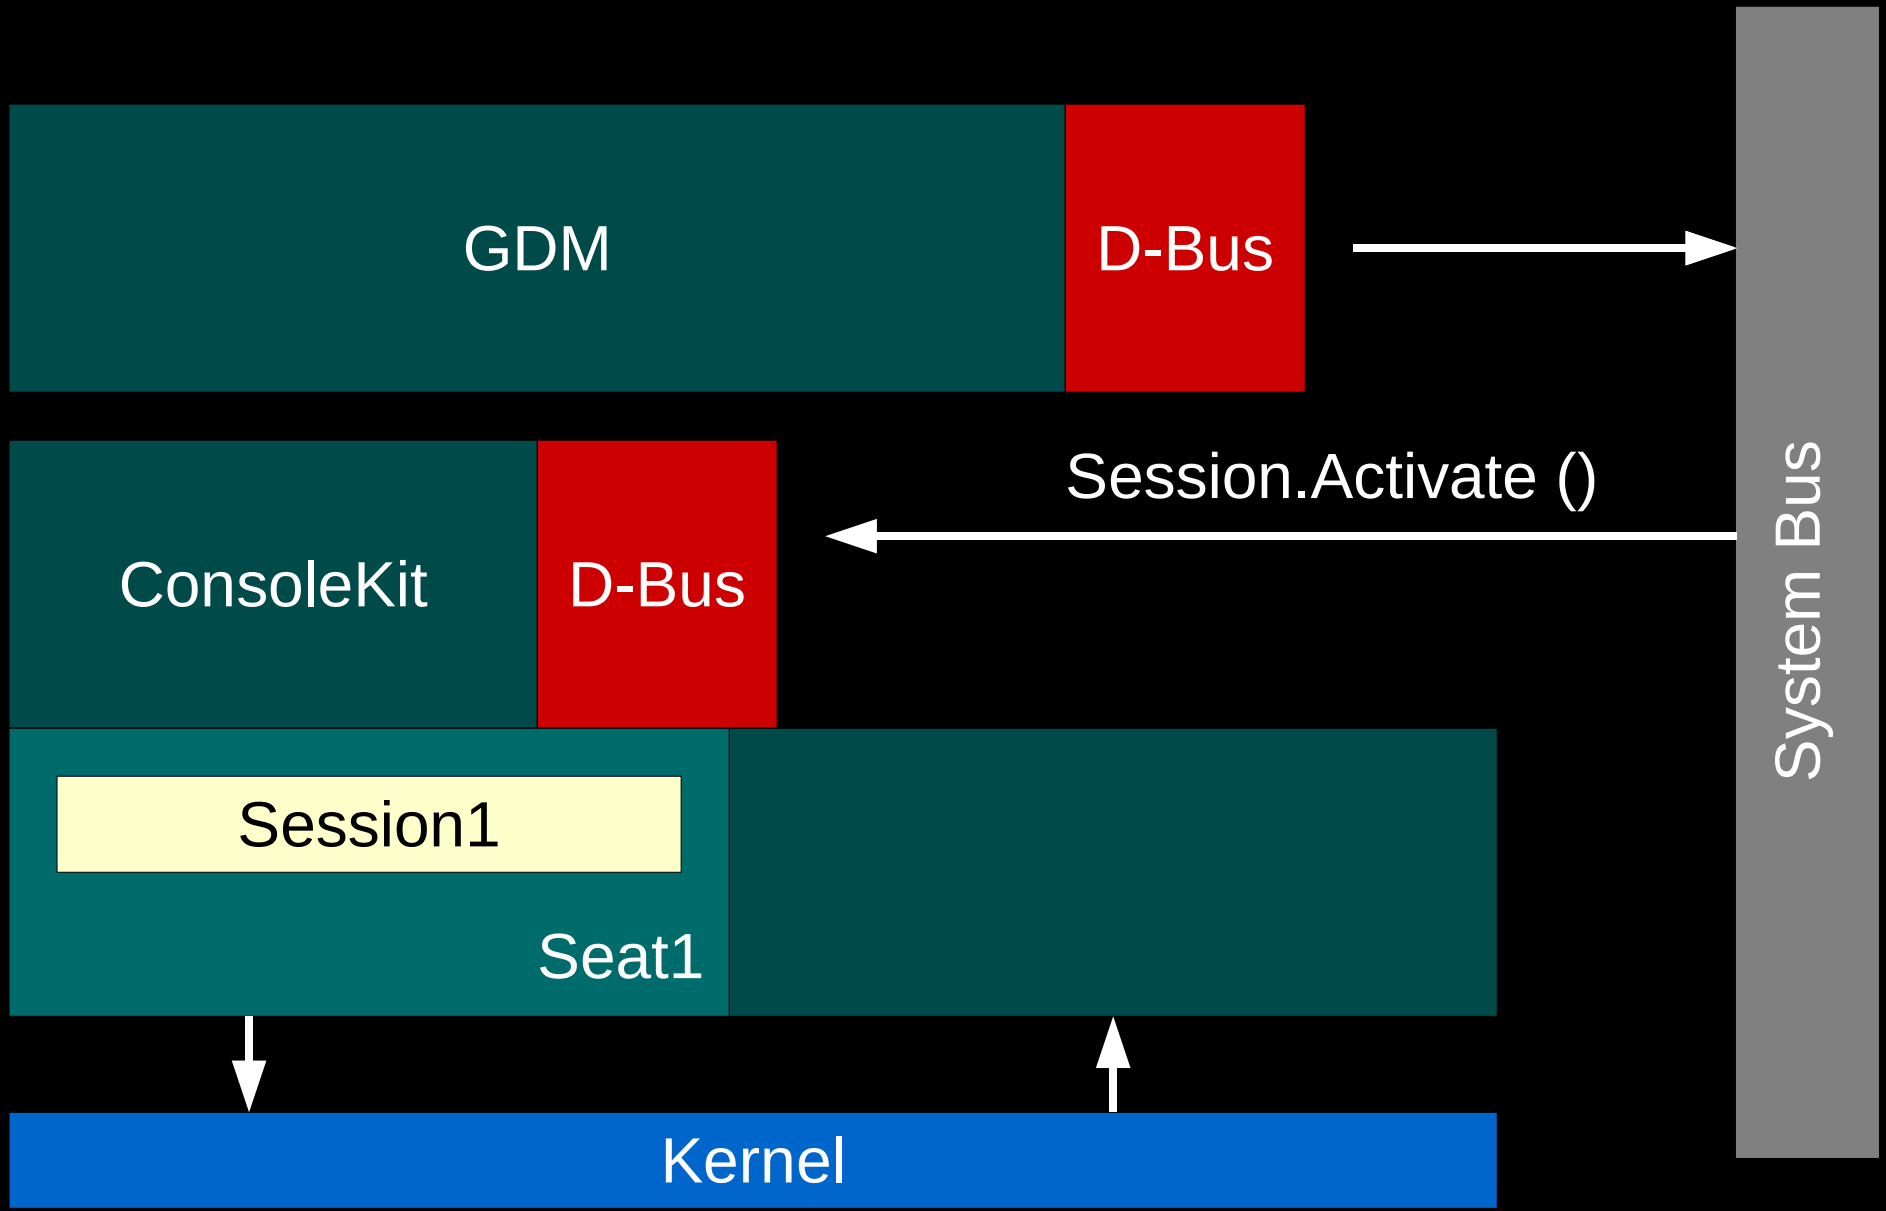 GDM
D-Bus
Session.Activate ()
ConsoleKit
D-Bus
System Bus
Session1
Seat1
Kernel